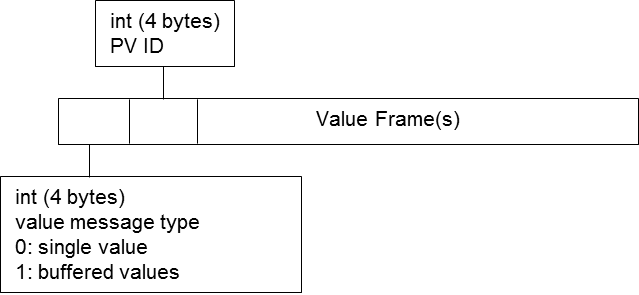 int (4 bytes)
PV ID
Value Frame(s)
int (4 bytes)
value message type
0: single value
1: buffered values